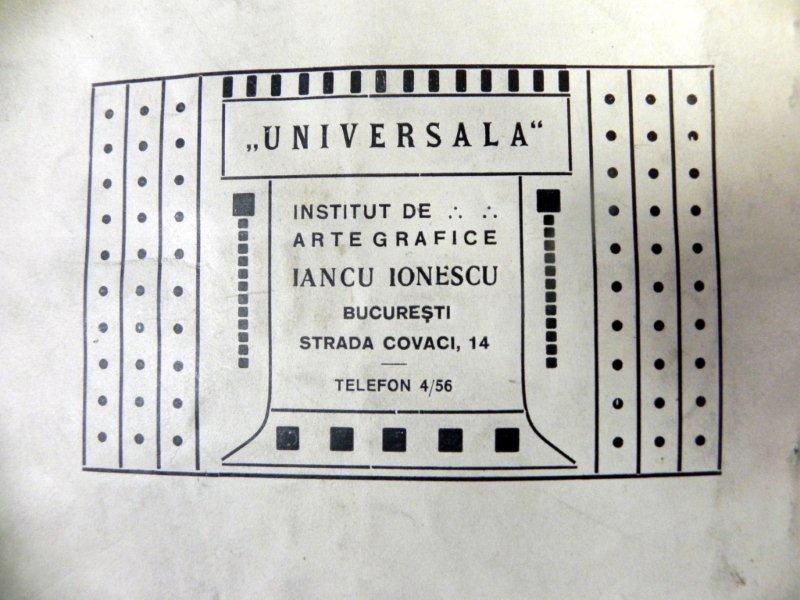 „UNIVERSALA“
INSTITUT DE ∴ ∴
ARTE GRAFICE
IANCU IONESCU
BUCUREȘTI
STRADA COVACI, 14
TELEFON 4/56